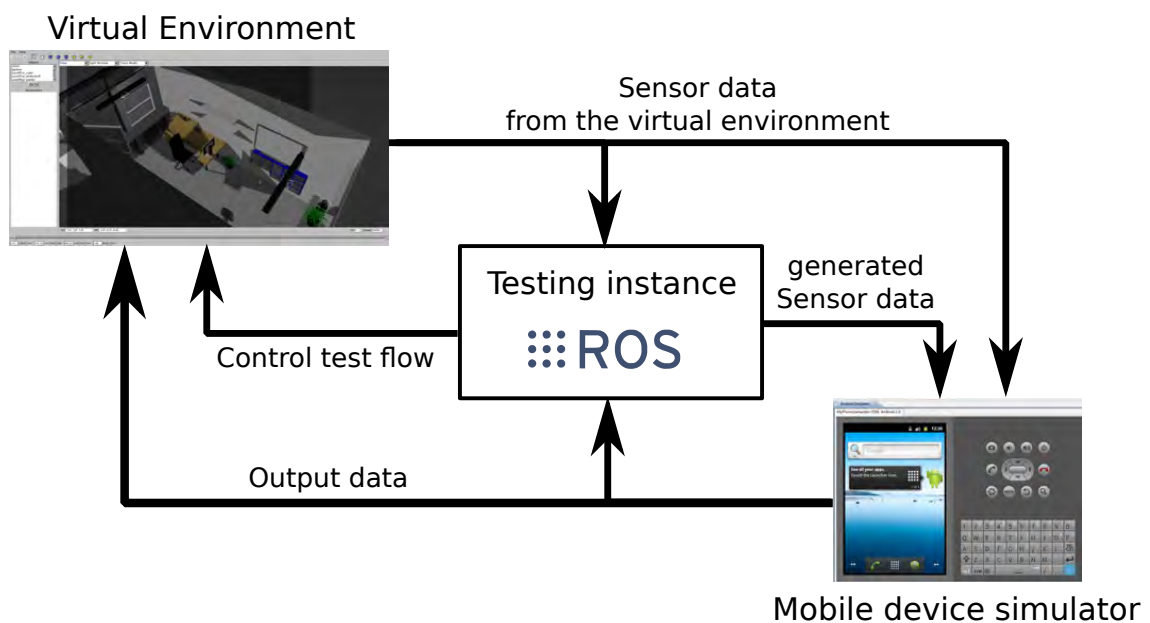 Virtual Environment
Sensor data
from the virtual environment
Testing instance
ROS
generated
Sensor data
Control test flow
Output data
Mobile device simulator